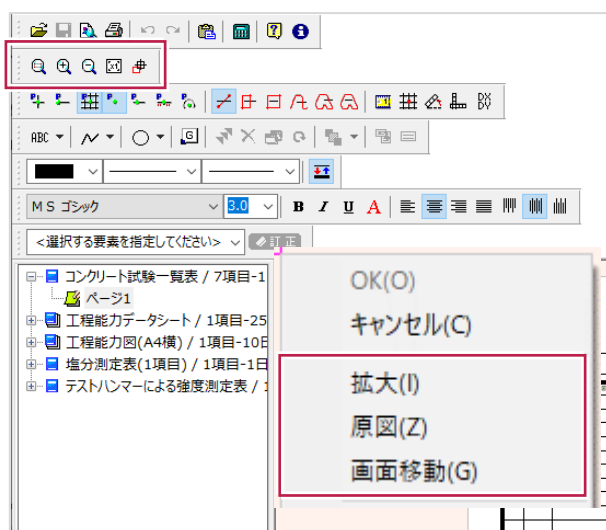 ABC
G
ＭＳ ゴシック 3.0 B I U A
<選択する要素を指定してください> 訂正
コンクリート試験一覧表 / 7項目-1
ページ1
工程能力データシート / 1項目-25
工程能力図(A4横) / 1項目-10日
塩分測定表(1項目) / 1項目-1日
テストハンマーによる強度測定表 / 1
OK(O)
キャンセル(C)
拡大(I)
原図(Z)
画面移動(G)